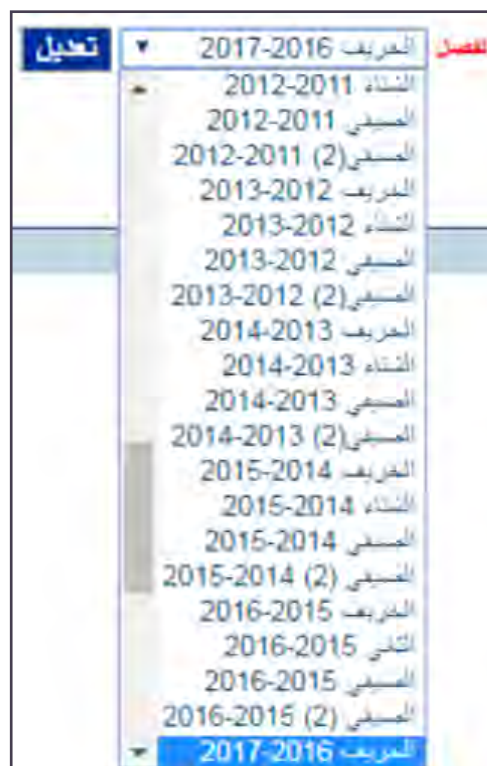 الفصل الخريف 2016-2017 تعديل
الشتاء 2011-2012
الصيفي 2011-2012
الصيفي(2) 2011-2012
الخريف 2012-2013
الشتاء 2012-2013
الصيفي 2012-2013
الصيفي(2) 2012-2013
الخريف 2013-2014
الشتاء 2013-2014
الصيفي 2013-2014
الصيفي(2) 2013-2014
الخريف 2014-2015
الشتاء 2014-2015
الصيفي 2014-2015
الصيفي (2) 2014-2015
الخريف 2015-2016
الثاني 2015-2016
الصيفي 2015-2016
الصيفي (2) 2015-2016
الخريف 2016-2017